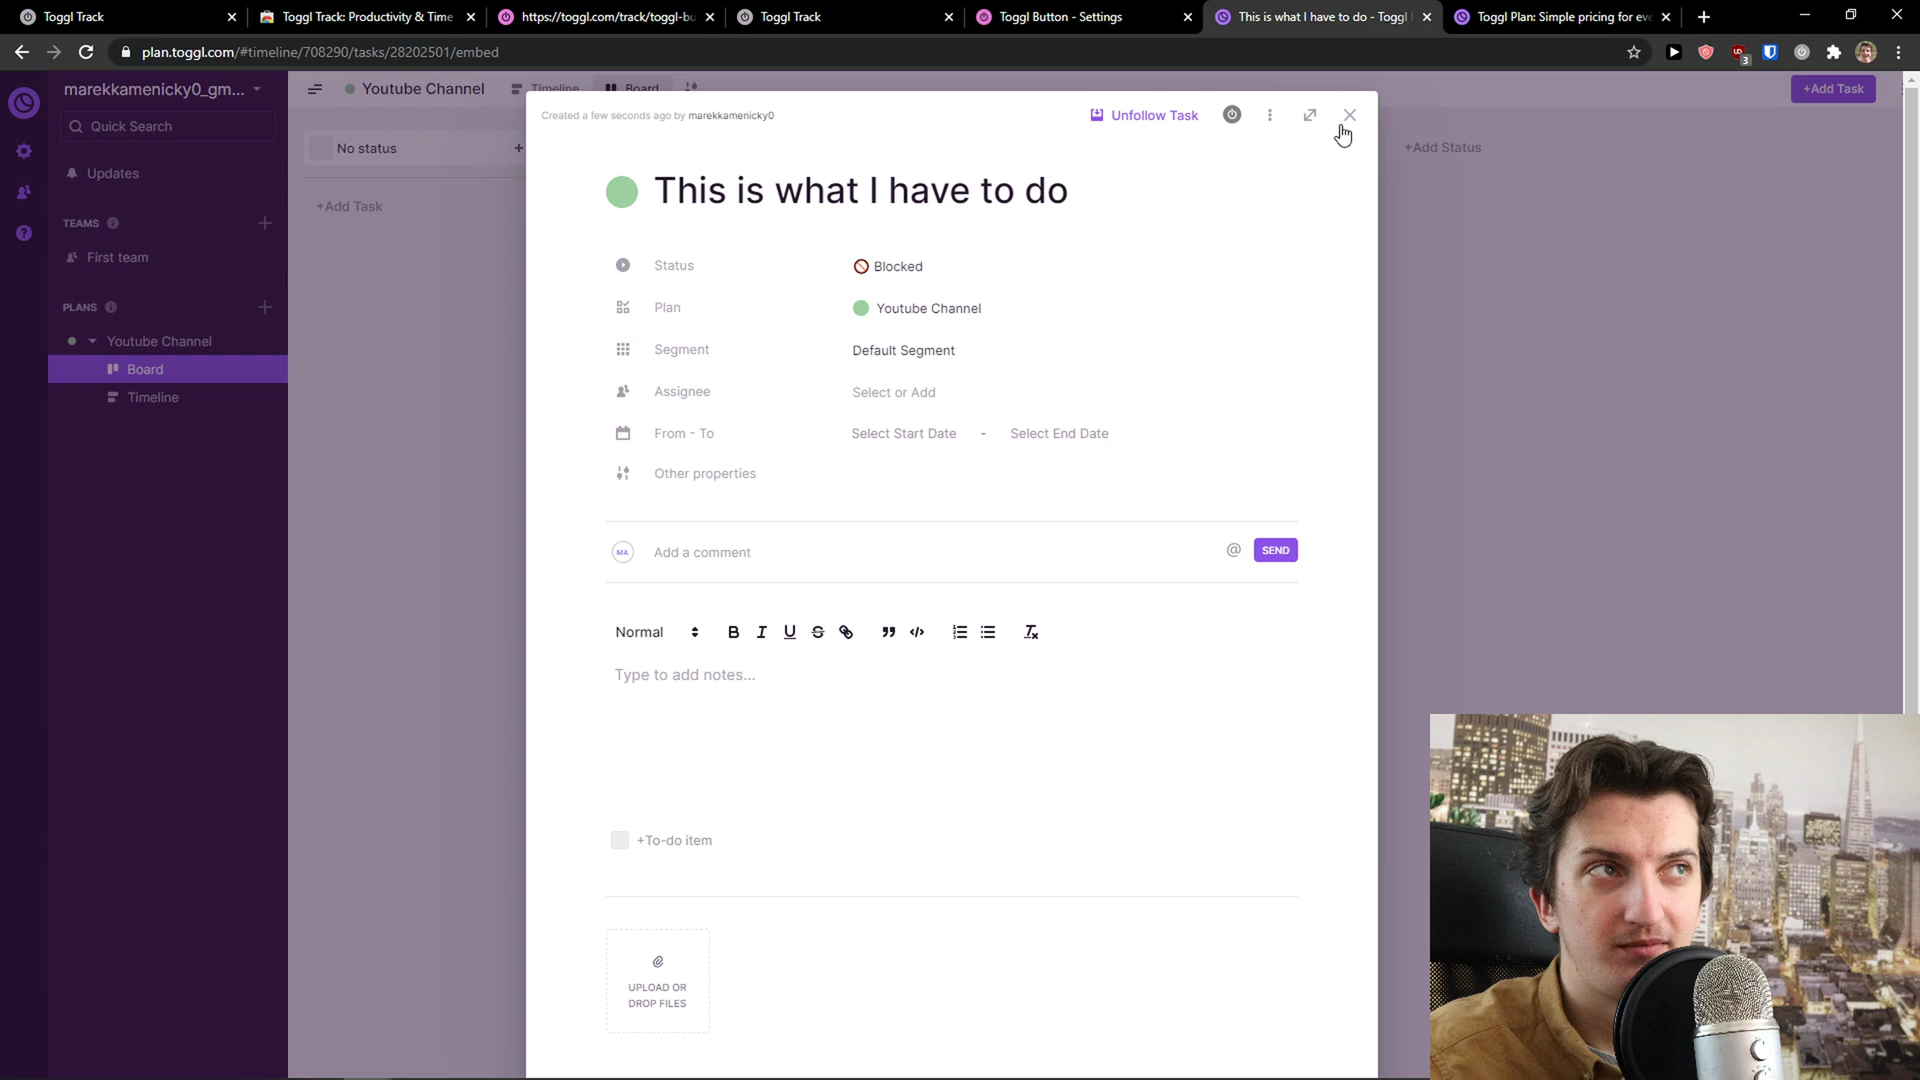 Toggl Track
Toggl Track: Productivity & Time
https://toggl.com/track/toggl-bu
Toggl Track
Toggl Button - Settings
This is what I have to do - Toggl
Toggl Plan: Simple pricing for eve
plan.toggl.com/#timeline/708290/tasks/28202501/embed
3
marekkamenicky0_gm...
Youtube Channel
Timeline
Board
+Add Task
Quick Search
Updates
TEAMS
First team
PLANS
Youtube Channel
Board
Timeline
No status
+
+Add Task
+Add Status
Created a few seconds ago by marekkamenicky0
Unfollow Task
This is what I have to do
Status
Blocked
Plan
Youtube Channel
Segment
Default Segment
Assignee
Select or Add
From - To
Select Start Date - Select End Date
Other properties
MA
Add a comment
@
SEND
Normal
B I U S
Type to add notes...
+To-do item
UPLOAD OR
DROP FILES